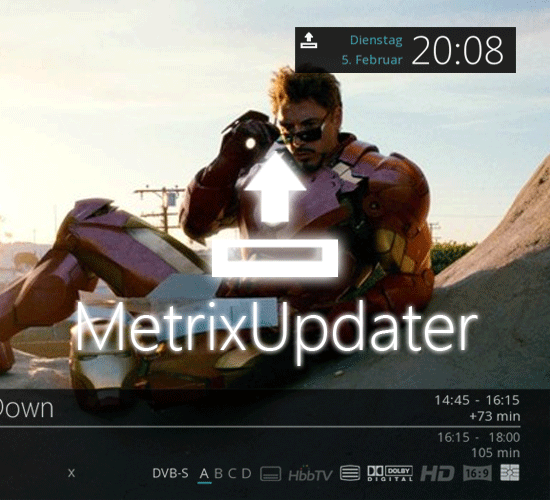 Dienstag
5. Februar
20:08
MetrixUpdater
Down
14:45 - 16:15
+73 min
16:15 - 18:00
105 min
x
DVB-S A B C D HbbTV DOLBY DIGITAL HD 16:9